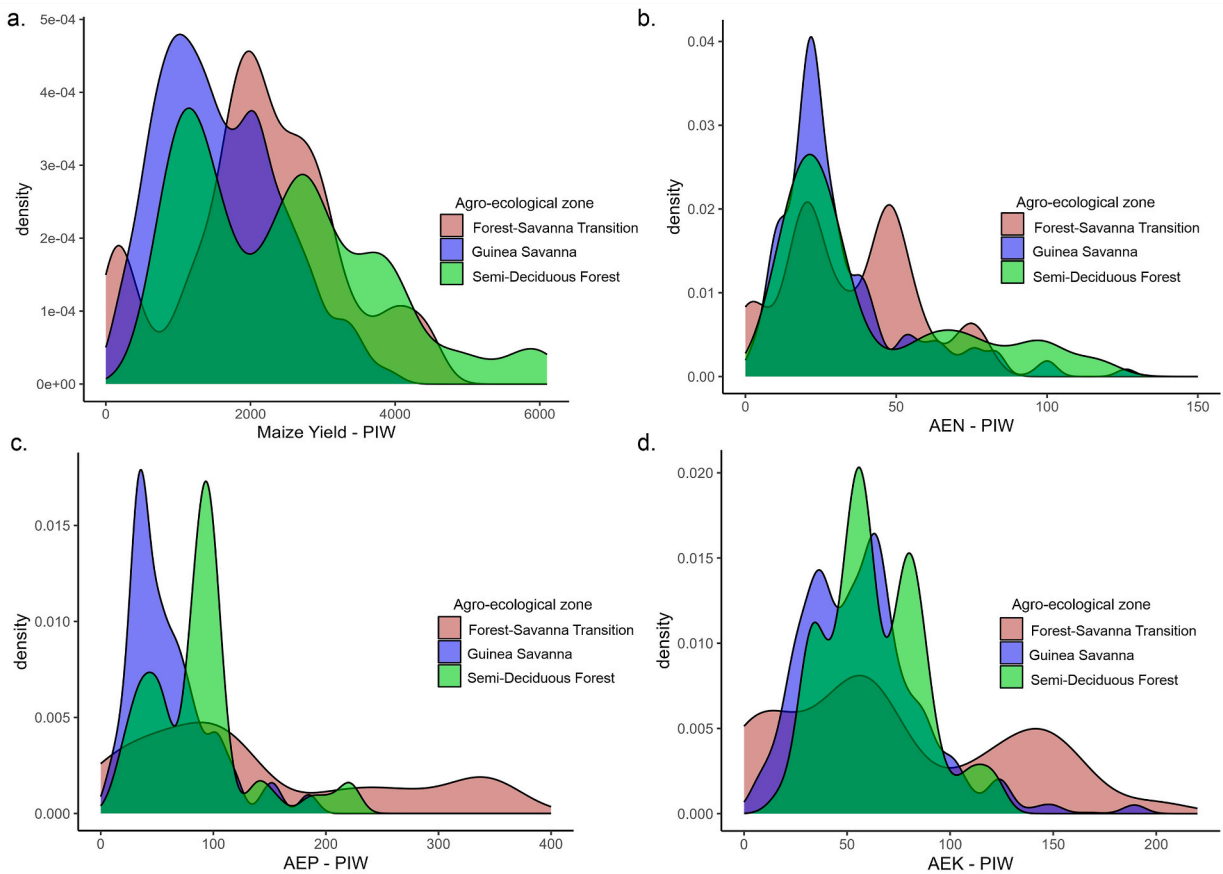 a.
5e-04
4e-04
3e-04
2e-04
1e-04
0e+00
density
0
2000
4000
6000
Maize Yield - PIW
Agro-ecological zone
Forest-Savanna Transition
Guinea Savanna
Semi-Deciduous Forest
b.
0.04
0.03
0.02
0.01
0.00
density
0
50
100
150
AEN - PIW
Agro-ecological zone
Forest-Savanna Transition
Guinea Savanna
Semi-Deciduous Forest
c.
0.015
0.010
0.005
0.000
density
0
100
200
300
400
AEP - PIW
Agro-ecological zone
Forest-Savanna Transition
Guinea Savanna
Semi-Deciduous Forest
d.
0.020
0.015
0.010
0.005
0.000
density
0
50
100
150
200
AEK - PIW
Agro-ecological zone
Forest-Savanna Transition
Guinea Savanna
Semi-Deciduous Forest